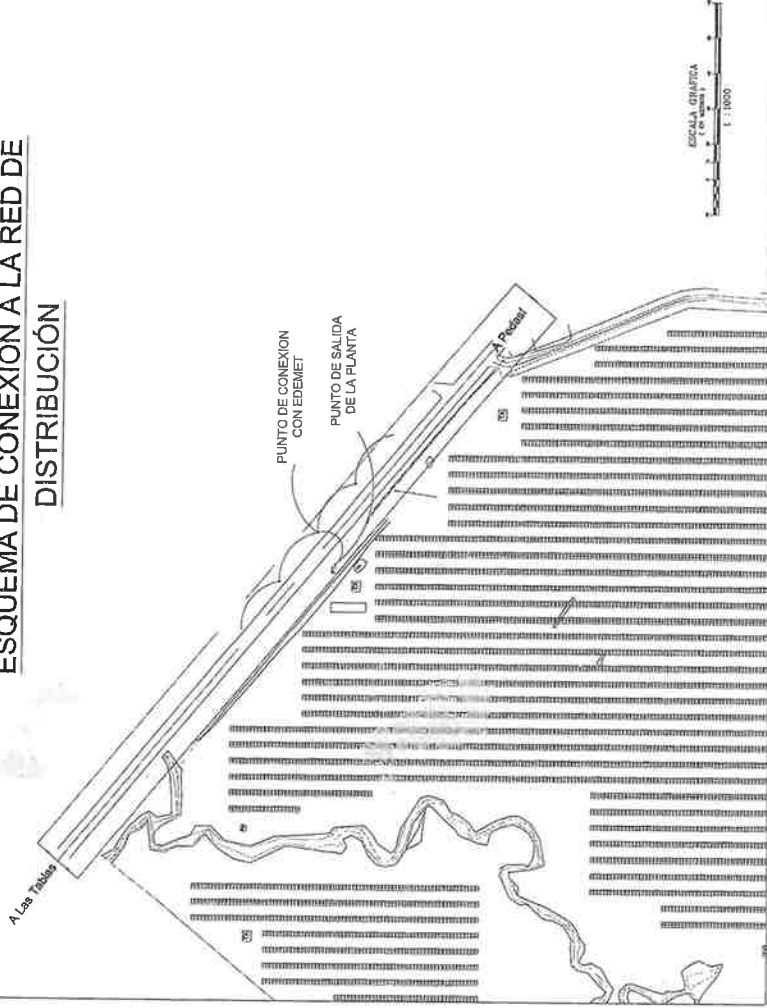 ESQUEMA DE CONEXIÓN A LA RED DE
DISTRIBUCIÓN
PUNTO DE CONEXION
CON EDEMET
PUNTO DE SALIDA
DE LA PLANTA
A Pedasí
A Las Tablas
ESCALA GRAFICA
1 : 1000